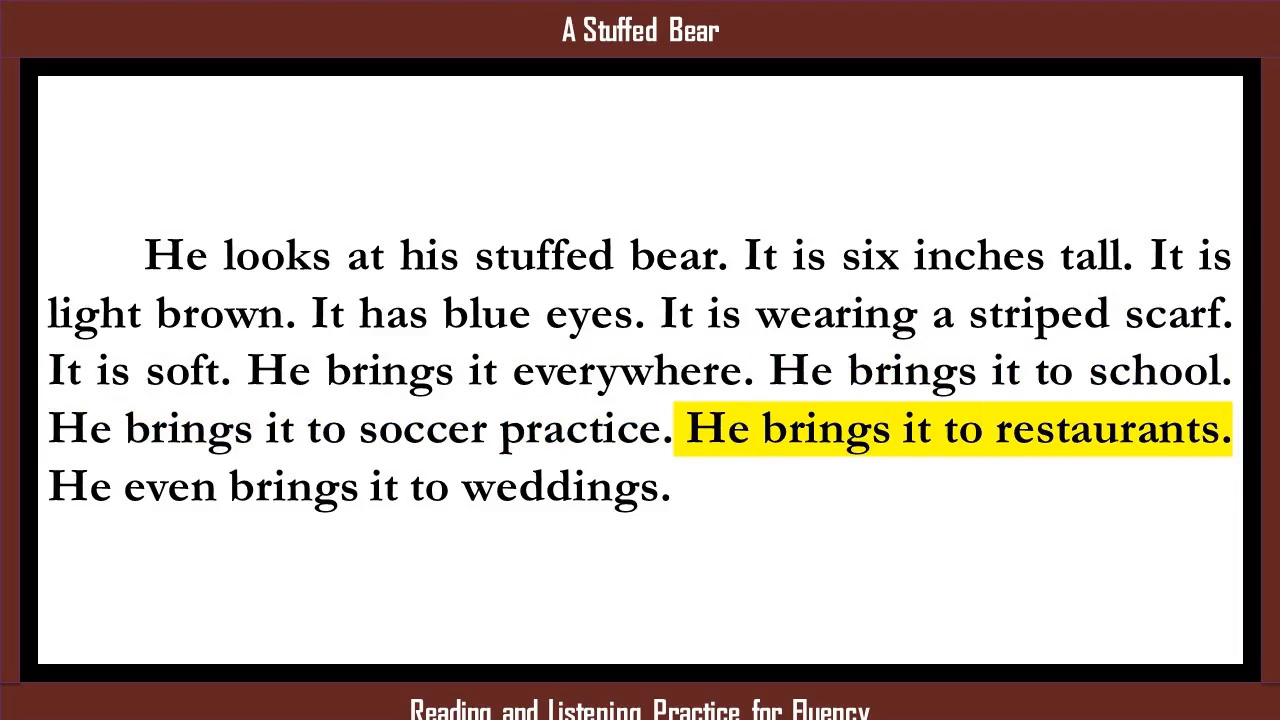 A Stuffed Bear
He looks at his stuffed bear. It is six inches tall. It is
light brown. It has blue eyes. It is wearing a striped scarf.
It is soft. He brings it everywhere. He brings it to school.
He brings it to soccer practice. He brings it to restaurants.
He even brings it to weddings.
Reading and Listening Practice for Fluency